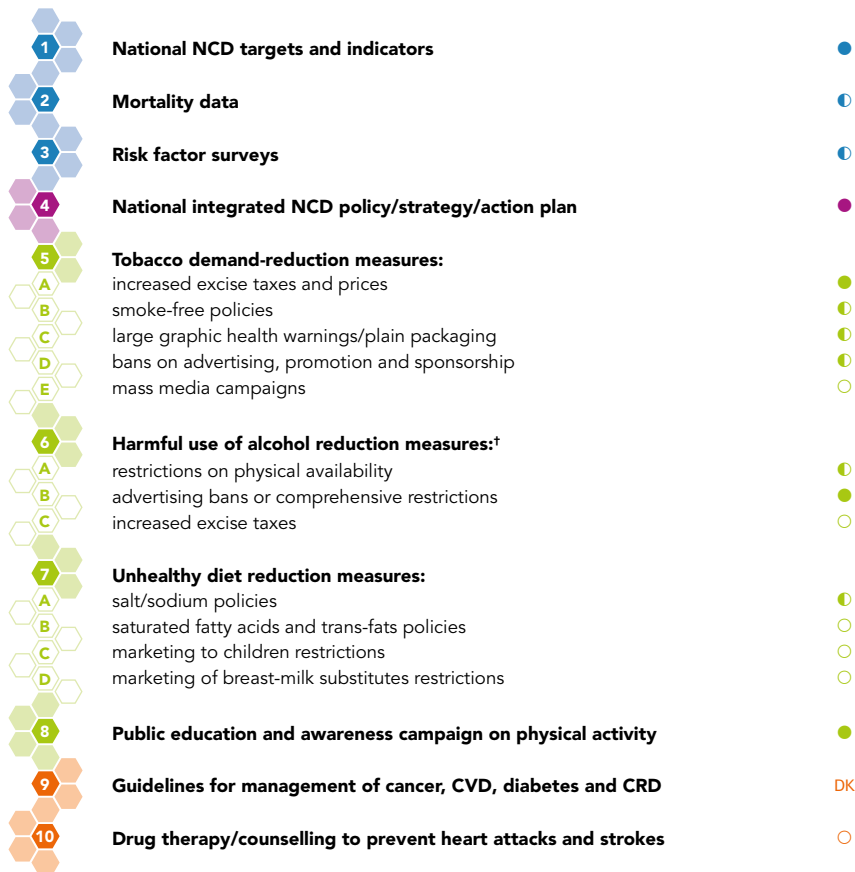 1 National NCD targets and indicators ●
2 Mortality data ◐
3 Risk factor surveys ◐
4 National integrated NCD policy/strategy/action plan ●
5 Tobacco demand-reduction measures:
A increased excise taxes and prices ●
B smoke-free policies ◐
C large graphic health warnings/plain packaging ◐
D bans on advertising, promotion and sponsorship ◐
E mass media campaigns ○
6 Harmful use of alcohol reduction measures:†
A restrictions on physical availability ◐
B advertising bans or comprehensive restrictions ●
C increased excise taxes ○
7 Unhealthy diet reduction measures:
A salt/sodium policies ◐
B saturated fatty acids and trans-fats policies ○
C marketing to children restrictions ○
D marketing of breast-milk substitutes restrictions ○
8 Public education and awareness campaign on physical activity ●
9 Guidelines for management of cancer, CVD, diabetes and CRD DK
10 Drug therapy/counselling to prevent heart attacks and strokes ○